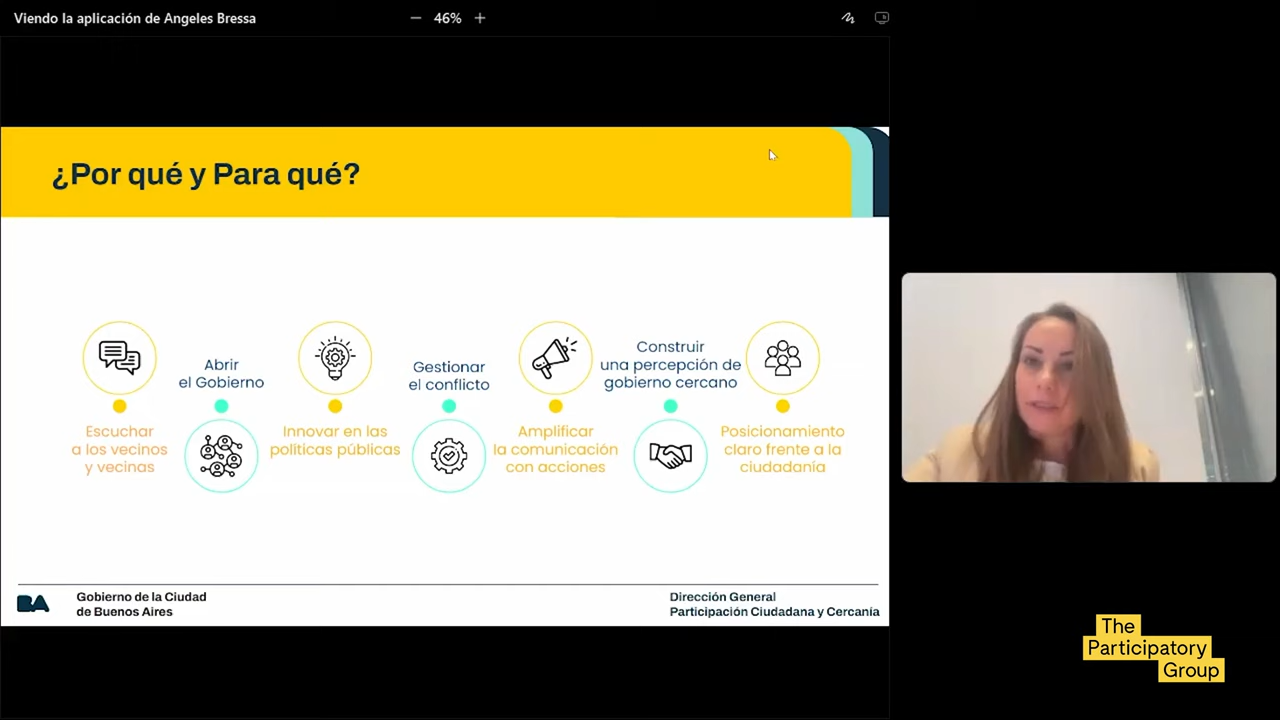 Viendo la aplicación de Angeles Bressa
46%
¿Por qué y Para qué?
Escuchar
a los vecinos
y vecinas
Abrir
el Gobierno
Innovar en las
políticas públicas
Gestionar
el conflicto
Amplificar
la comunicación
con acciones
Construir
una percepción de
gobierno cercano
Posicionamiento
claro frente a la
ciudadanía
BA
Gobierno de la Ciudad
de Buenos Aires
Dirección General
Participación Ciudadana y Cercanía
The
Participatory
Group